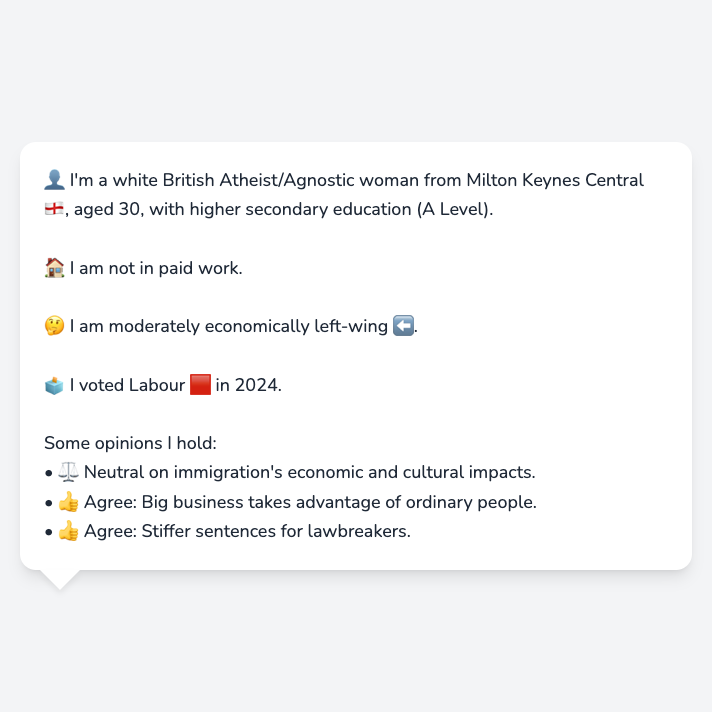 👤 I'm a white British Atheist/Agnostic woman from Milton Keynes Central
🏴󠁧󠁢󠁥󠁮󠁧󠁿, aged 30, with higher secondary education (A Level).
🏠 I am not in paid work.
🤔 I am moderately economically left-wing ⬅️.
🗳️ I voted Labour 🟥 in 2024.
Some opinions I hold:
• ⚖️ Neutral on immigration's economic and cultural impacts.
• 👍 Agree: Big business takes advantage of ordinary people.
• 👍 Agree: Stiffer sentences for lawbreakers.